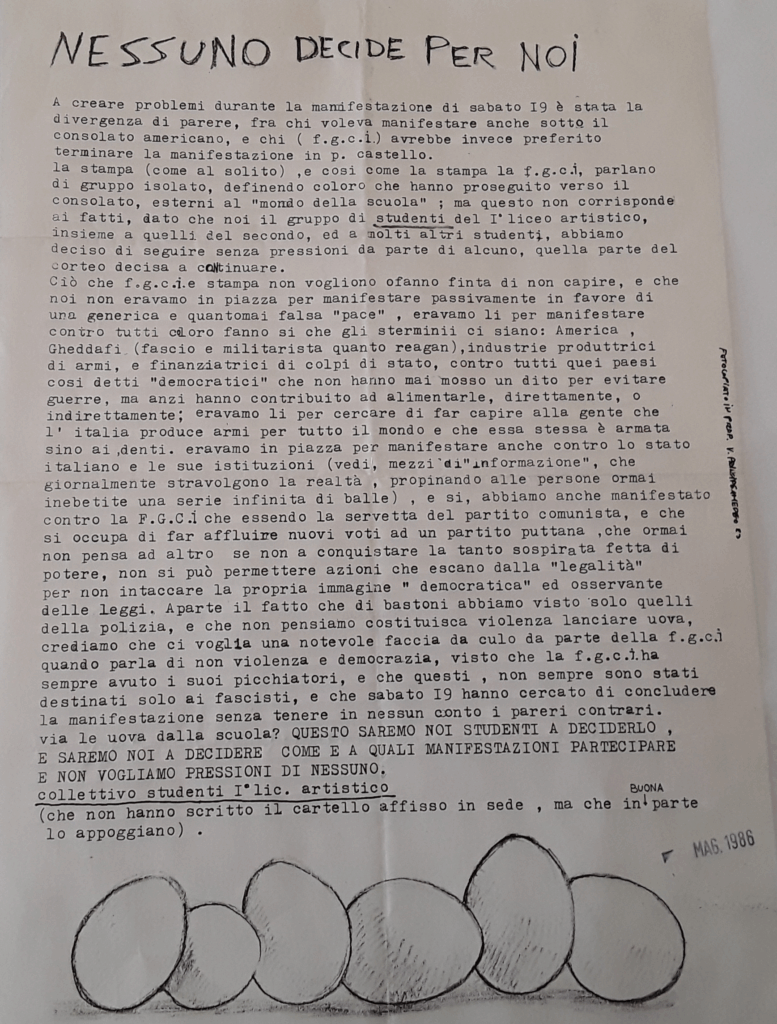 NESSUNO DECIDE PER NOI
A creare problemi durante la manifestazione di sabato I9 è stata la
divergenza di parere, fra chi voleva manifestare anche sotto il
consolato americano, e chi ( f.g.c.i.) avrebbe invece preferito
terminare la manifestazione in p. castello.
la stampa (come al solito) ,e cosi come la stampa la f.g.c.i, parlano
di gruppo isolato, definendo coloro che hanno proseguito verso il
consolato, esterni al "mondo della scuola" ; ma questo non corrisponde
ai fatti, dato che noi il gruppo di studenti del I° liceo artistico,
insieme a quelli del secondo, ed a molti altri studenti, abbiamo
deciso di seguire senza pressioni da parte di alcuno, quella parte del
corteo decisa a continuare.
Ciò che f.g.c.i.e stampa non vogliono ofanno finta di non capire, e che
noi non eravamo in piazza per manifestare passivamente in favore di
una generica e quantomai falsa "pace" , eravamo li per manifestare
contro tutti coloro fanno si che gli sterminii ci siano: America ,
Gheddafi (fascio e militarista quanto reagan),industrie produttrici
di armi, e finanziatrici di colpi di stato, contro tutti quei paesi
cosi detti "democratici" che non hanno mai mosso un dito per evitare
guerre, ma anzi hanno contribuito ad alimentarle, direttamente, o
indirettamente; eravamo li per cercare di far capire alla gente che
l' italia produce armi per tutto il mondo e che essa stessa è armata
sino ai ,denti. eravamo in piazza per manifestare anche contro lo stato
italiano e le sue istituzioni (vedi, mezzi di"informazione", che
giornalmente stravolgono la realtà , propinando alle persone ormai
inebetite una serie infinita di balle) , e si, abbiamo anche manifestato
contro la F.G.C.i che essendo la servetta del partito comunista, e che
si occupa di far affluire nuovi voti ad un partito puttana ,che ormai
non pensa ad altro se non a conquistare la tanto sospirata fetta di
potere, non si può permettere azioni che escano dalla "legalità"
per non intaccare la propria immagine " democratica" ed osservante
delle leggi. Aparte il fatto che di bastoni abbiamo visto solo quelli
della polizia, e che non pensiamo costituisca violenza lanciare uova,
crediamo che ci voglia una notevole faccia da culo da parte della f.g.c.i
quando parla di non violenza e democrazia, visto che la f.g.c.i.ha
sempre avuto i suoi picchiatori, e che questi , non sempre sono stati
destinati solo ai fascisti, e che sabato I9 hanno cercato di concludere
la manifestazione senza tenere in nessun conto i pareri contrari.
via le uova dalla scuola? QUESTO SAREMO NOI STUDENTI A DECIDERLO ,
E SAREMO NOI A DECIDERE COME E A QUALI MANIFESTAZIONI PARTECIPARE
E NON VOGLIAMO PRESSIONI DI NESSUNO.
collettivo studenti I° lic. artistico
(che non hanno scritto il cartello affisso in sede , ma che in BUONA parte
lo appoggiano) .
FOTOCOPIATO IN PROP.
MAG. 1986